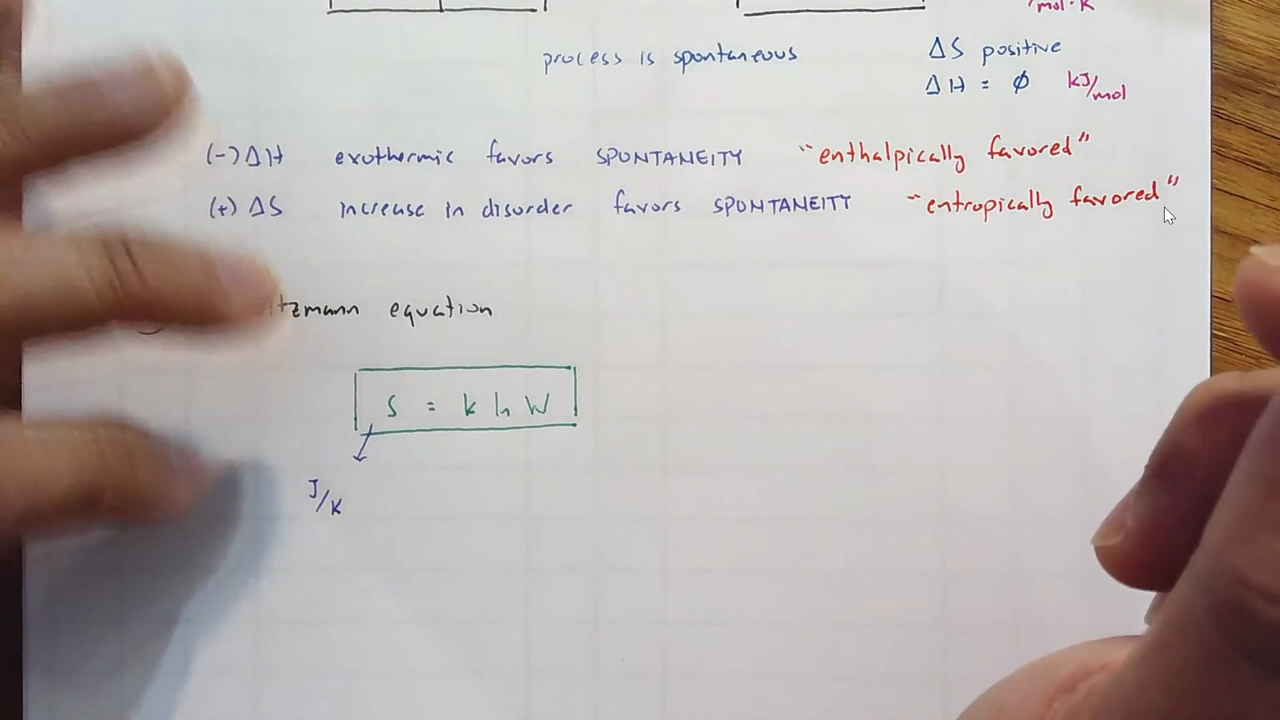 mol·K
process is spontaneous ΔS positive
ΔH = ϕ kJ/mol
(-) ΔH exothermic favors SPONTANEITY "enthalpically favored"
(+) ΔS increase in disorder favors SPONTANEITY "entropically favored"
equation
S = k ln W
J/K